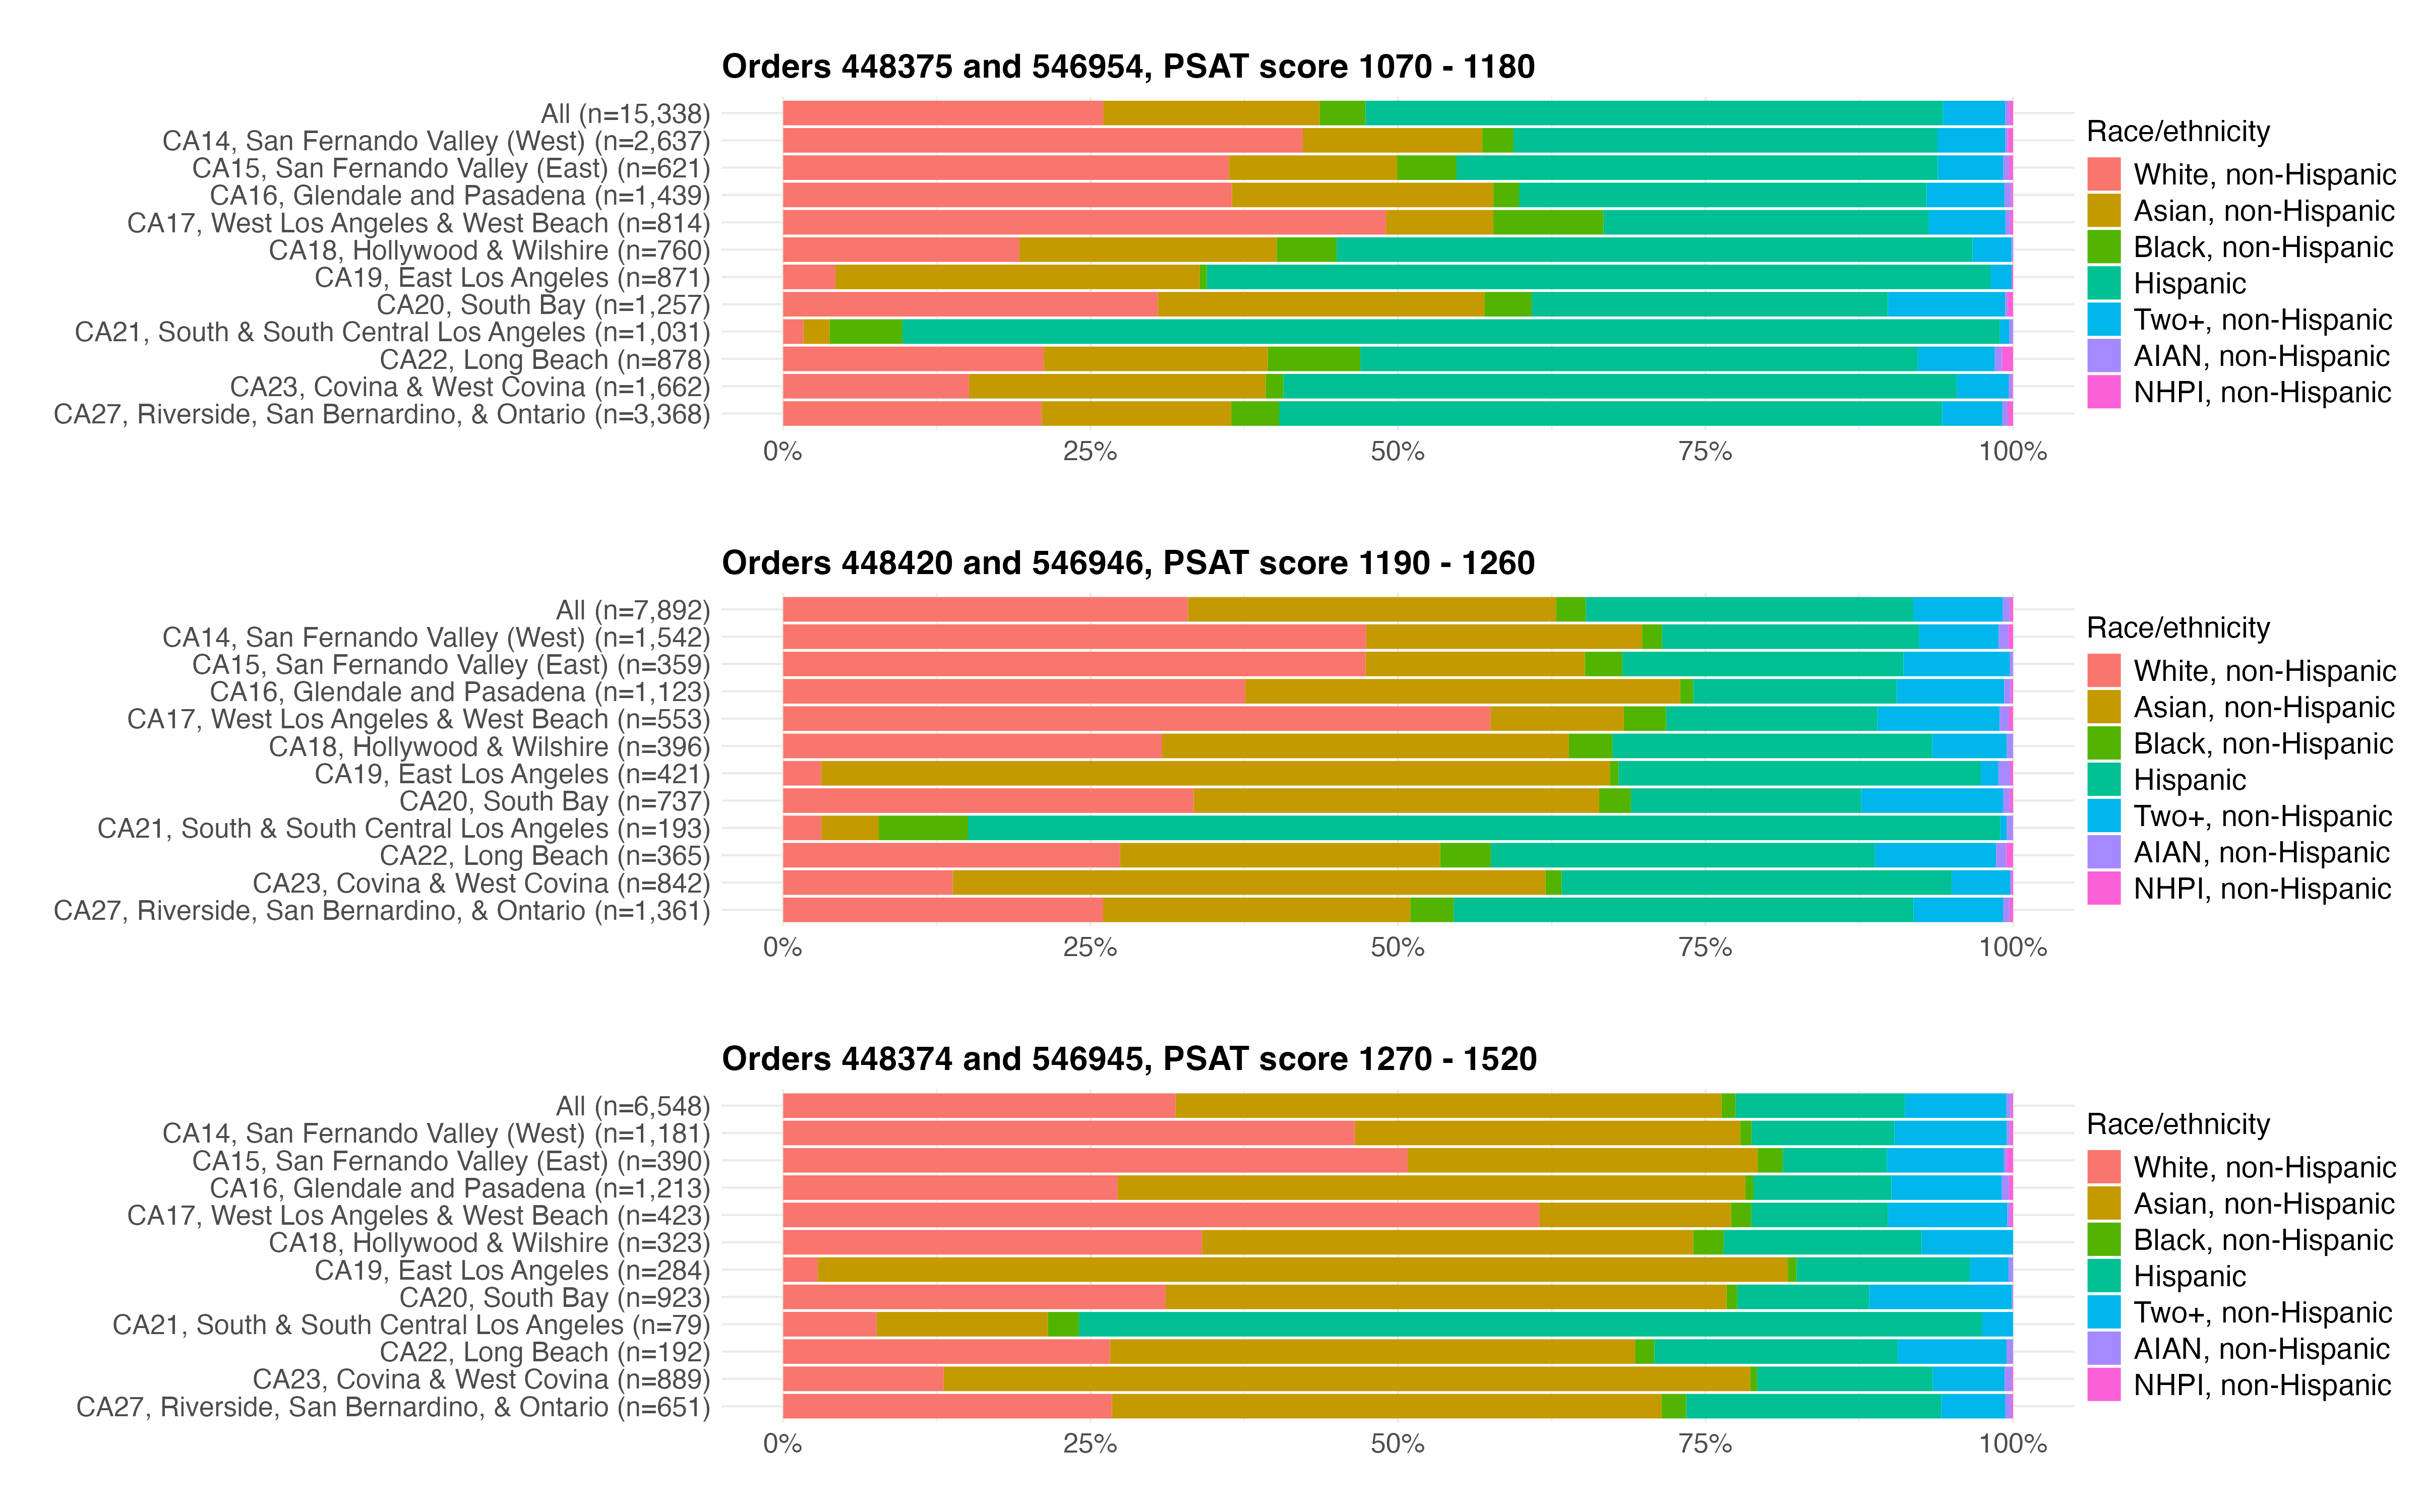 Orders 448375 and 546954, PSAT score 1070 - 1180
All (n=15,338)
CA14, San Fernando Valley (West) (n=2,637)
CA15, San Fernando Valley (East) (n=621)
CA16, Glendale and Pasadena (n=1,439)
CA17, West Los Angeles & West Beach (n=814)
CA18, Hollywood & Wilshire (n=760)
CA19, East Los Angeles (n=871)
CA20, South Bay (n=1,257)
CA21, South & South Central Los Angeles (n=1,031)
CA22, Long Beach (n=878)
CA23, Covina & West Covina (n=1,662)
CA27, Riverside, San Bernardino, & Ontario (n=3,368)
0% 25% 50% 75% 100%
Race/ethnicity
White, non-Hispanic
Asian, non-Hispanic
Black, non-Hispanic
Hispanic
Two+, non-Hispanic
AIAN, non-Hispanic
NHPI, non-Hispanic
Orders 448420 and 546946, PSAT score 1190 - 1260
All (n=7,892)
CA14, San Fernando Valley (West) (n=1,542)
CA15, San Fernando Valley (East) (n=359)
CA16, Glendale and Pasadena (n=1,123)
CA17, West Los Angeles & West Beach (n=553)
CA18, Hollywood & Wilshire (n=396)
CA19, East Los Angeles (n=421)
CA20, South Bay (n=737)
CA21, South & South Central Los Angeles (n=193)
CA22, Long Beach (n=365)
CA23, Covina & West Covina (n=842)
CA27, Riverside, San Bernardino, & Ontario (n=1,361)
0% 25% 50% 75% 100%
Race/ethnicity
White, non-Hispanic
Asian, non-Hispanic
Black, non-Hispanic
Hispanic
Two+, non-Hispanic
AIAN, non-Hispanic
NHPI, non-Hispanic
Orders 448374 and 546945, PSAT score 1270 - 1520
All (n=6,548)
CA14, San Fernando Valley (West) (n=1,181)
CA15, San Fernando Valley (East) (n=390)
CA16, Glendale and Pasadena (n=1,213)
CA17, West Los Angeles & West Beach (n=423)
CA18, Hollywood & Wilshire (n=323)
CA19, East Los Angeles (n=284)
CA20, South Bay (n=923)
CA21, South & South Central Los Angeles (n=79)
CA22, Long Beach (n=192)
CA23, Covina & West Covina (n=889)
CA27, Riverside, San Bernardino, & Ontario (n=651)
0% 25% 50% 75% 100%
Race/ethnicity
White, non-Hispanic
Asian, non-Hispanic
Black, non-Hispanic
Hispanic
Two+, non-Hispanic
AIAN, non-Hispanic
NHPI, non-Hispanic